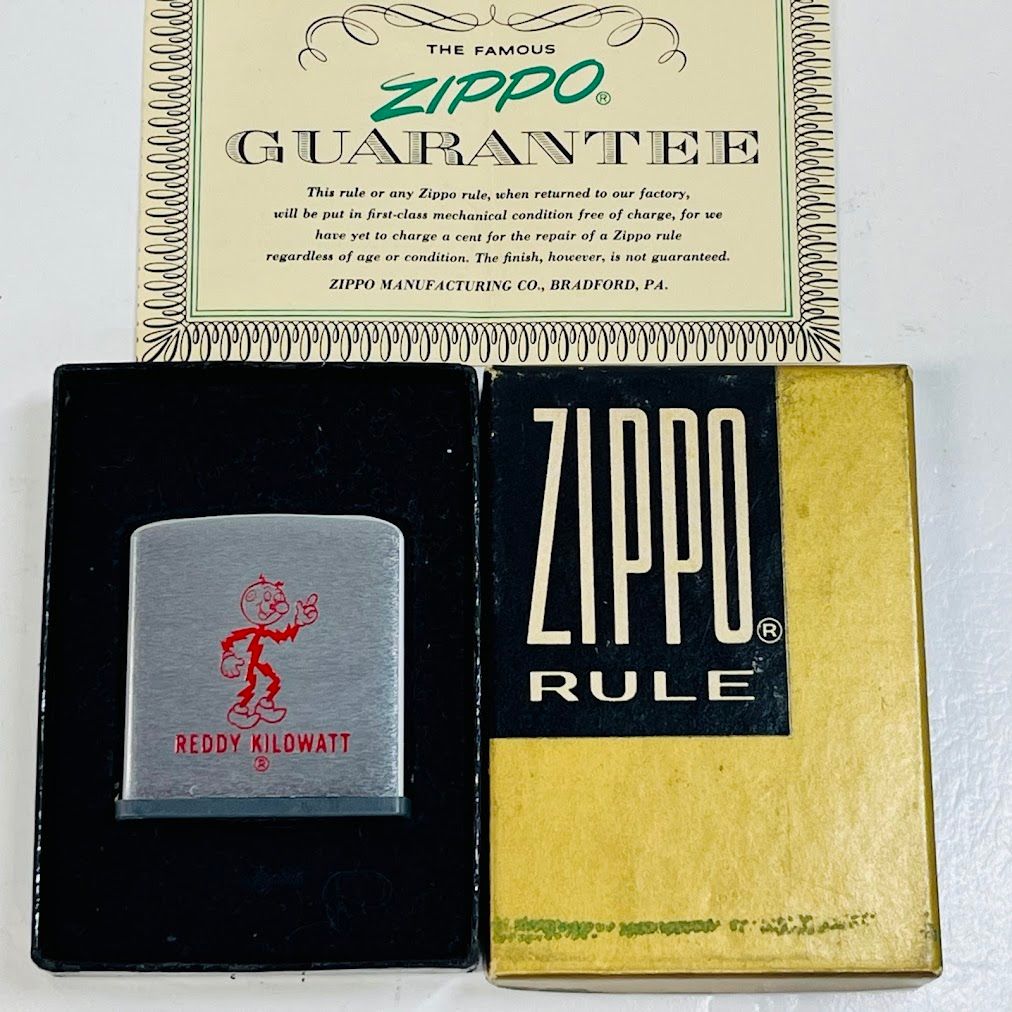 THE FAMOUS
ZIPPO®
GUARANTEE
This rule or any Zippo rule, when returned to our factory,
will be put in first-class mechanical condition free of charge, for we
have yet to charge a cent for the repair of a Zippo rule
regardless of age or condition. The finish, however, is not guaranteed.
ZIPPO MANUFACTURING CO., BRADFORD, PA.
REDDY KILOWATT
®
ZIPPO®
RULE